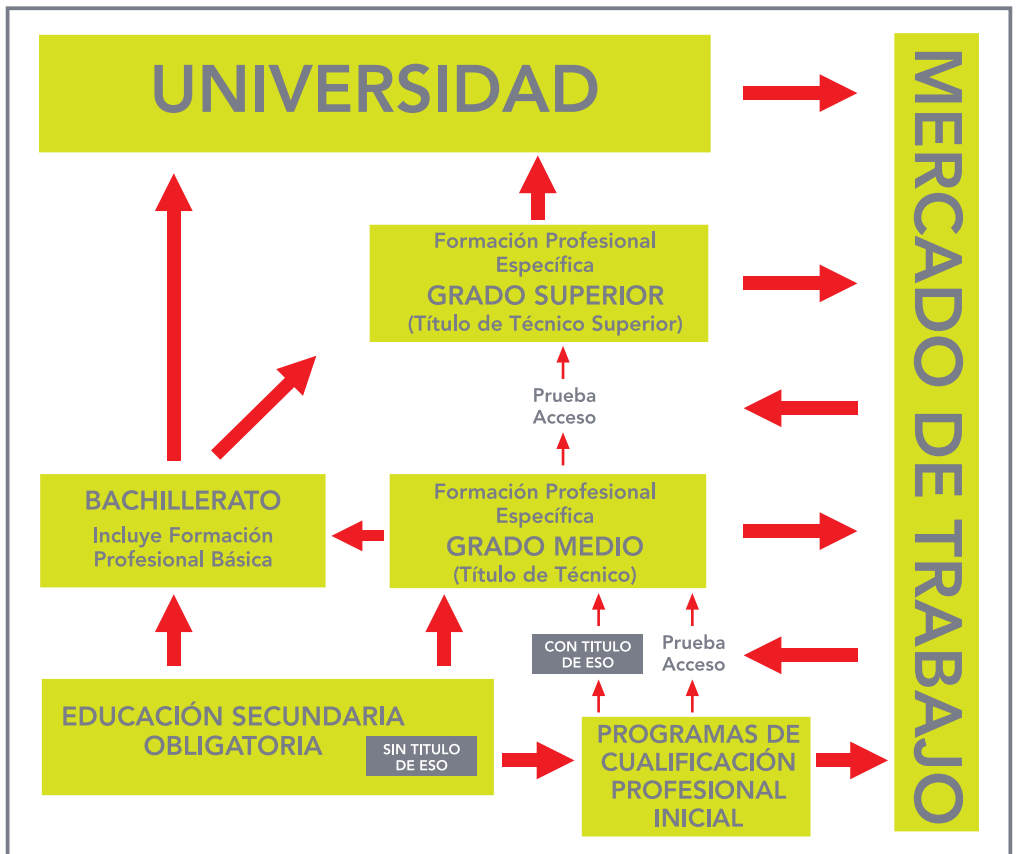 UNIVERSIDAD
MERCADO DE TRABAJO
Formación Profesional
Específica
GRADO SUPERIOR
(Título de Técnico Superior)
Prueba
Acceso
BACHILLERATO
Incluye Formación
Profesional Básica
Formación Profesional
Específica
GRADO MEDIO
(Título de Técnico)
CON TITULO
DE ESO
Prueba
Acceso
EDUCACIÓN SECUNDARIA
OBLIGATORIA
SIN TITULO
DE ESO
PROGRAMAS DE
CUALIFICACIÓN
PROFESIONAL
INICIAL